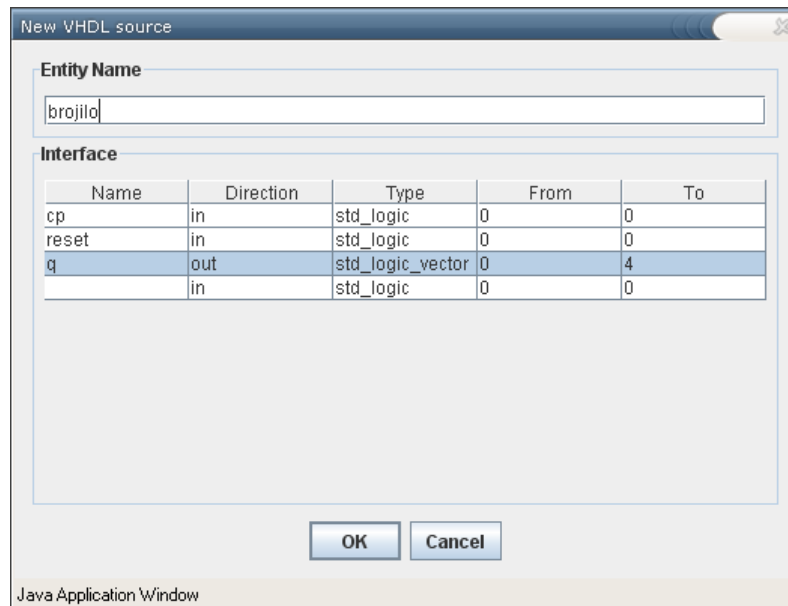 New VHDL source
Entity Name
brojilo
Interface
Name Direction Type From To
cp in std_logic 0 0
reset in std_logic 0 0
q out std_logic_vector 0 4
in std_logic 0 0
OK Cancel
Java Application Window